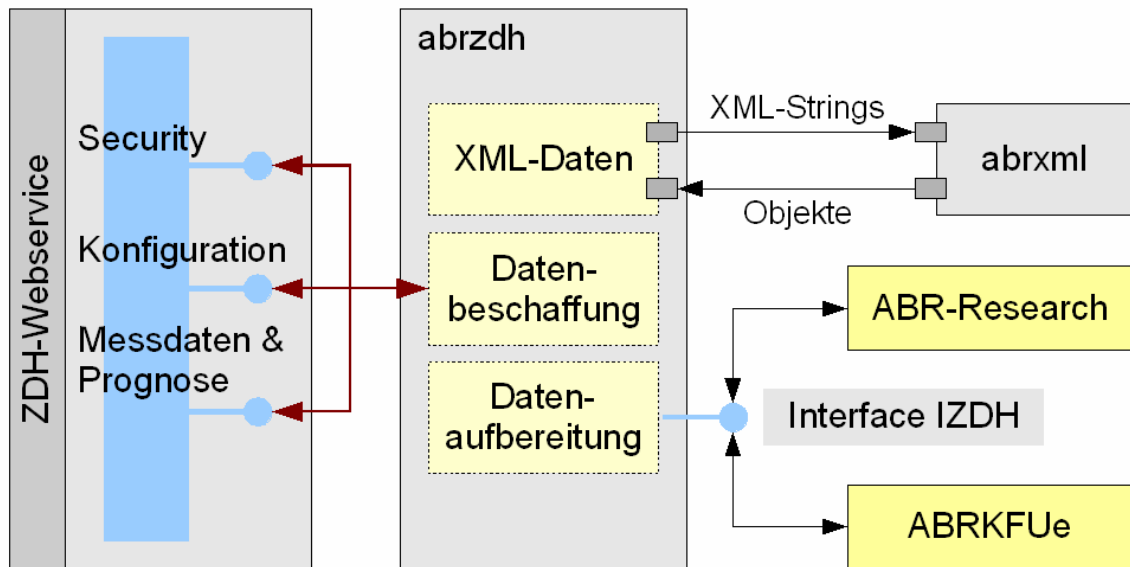 ZDH-Webservice
Security
Konfiguration
Messdaten &
Prognose
abrzdh
XML-Daten
Daten-
beschaffung
Daten-
aufbereitung
XML-Strings
Objekte
abrxml
ABR-Research
Interface IZDH
ABRKFUe